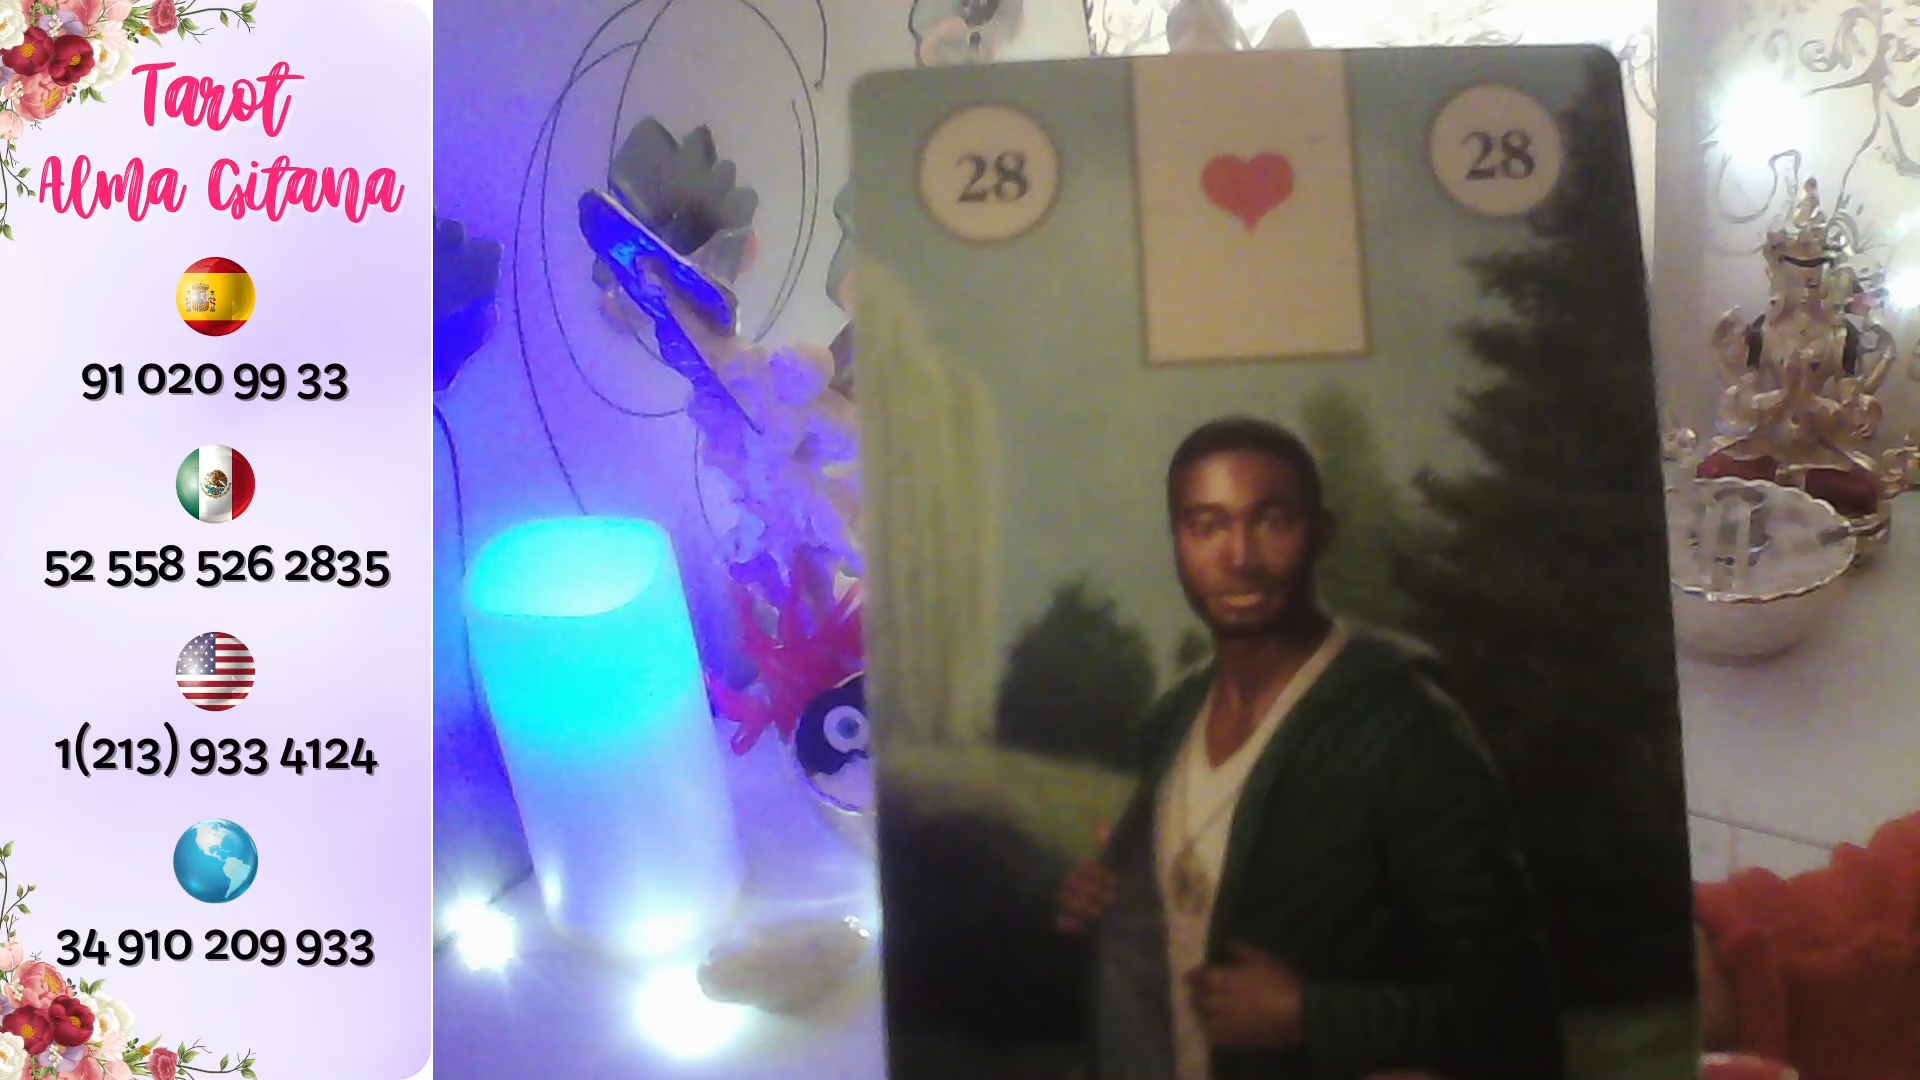 Tarot
Alma Gitana
91 020 99 33
52 558 526 2835
1(213) 933 4124
34 910 209 933
28
28